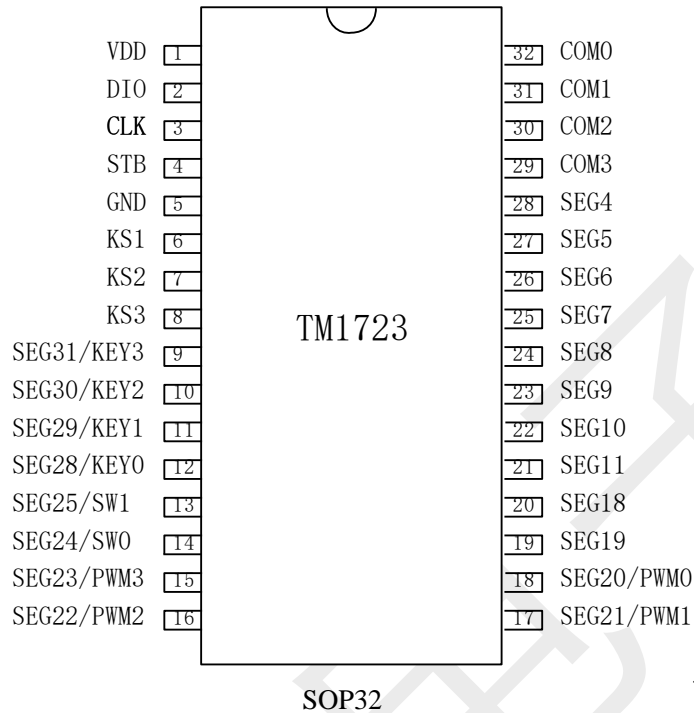 VDD 1 32 COM0
DIO 2 31 COM1
CLK 3 30 COM2
STB 4 29 COM3
GND 5 28 SEG4
KS1 6 27 SEG5
KS2 7 26 SEG6
KS3 8 25 SEG7
TM1723
SEG31/KEY3 9 24 SEG8
SEG30/KEY2 10 23 SEG9
SEG29/KEY1 11 22 SEG10
SEG28/KEY0 12 21 SEG11
SEG25/SW1 13 20 SEG18
SEG24/SW0 14 19 SEG19
SEG23/PWM3 15 18 SEG20/PWM0
SEG22/PWM2 16 17 SEG21/PWM1
SOP32